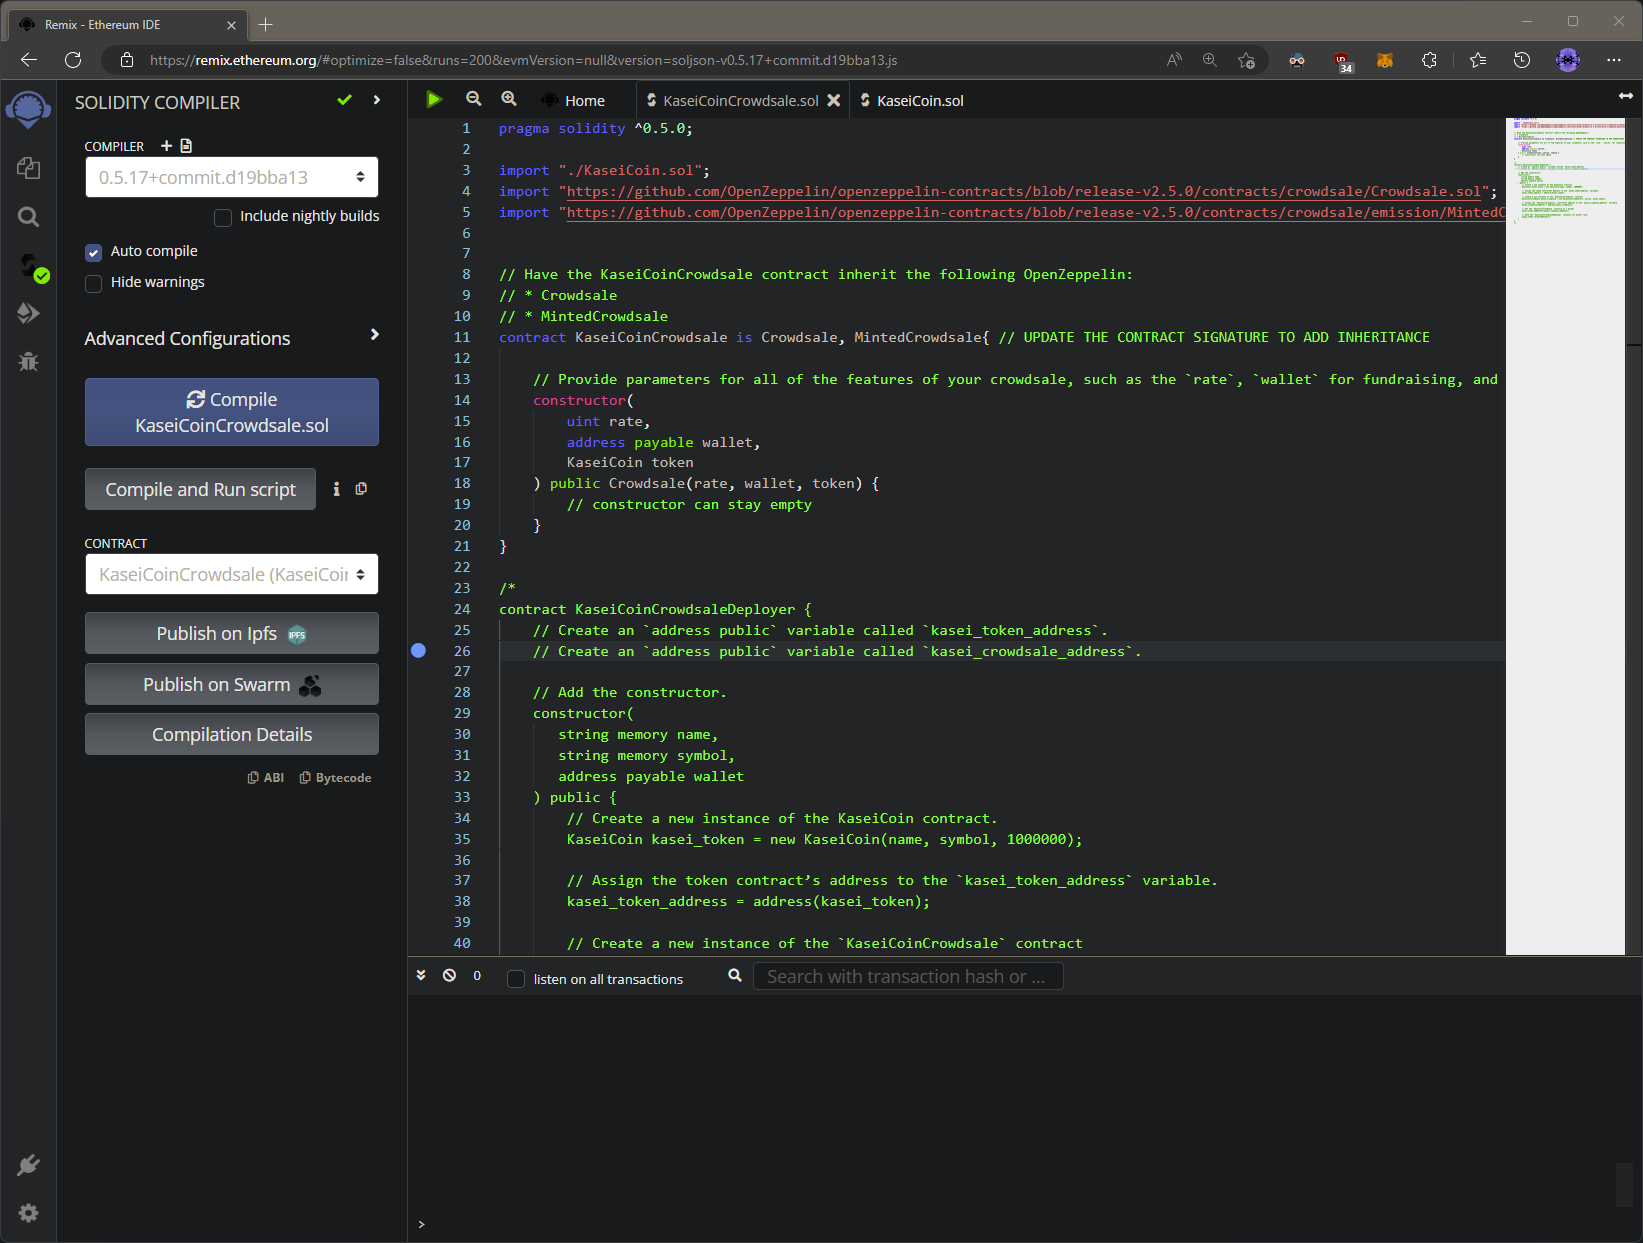 Remix - Ethereum IDE
https://remix.ethereum.org/#optimize=false&runs=200&evmVersion=null&version=soljson-v0.5.17+commit.d19bba13.js
34
SOLIDITY COMPILER
COMPILER
0.5.17+commit.d19bba13
Include nightly builds
Auto compile
Hide warnings
Advanced Configurations
Compile
KaseiCoinCrowdsale.sol
Compile and Run script
CONTRACT
KaseiCoinCrowdsale (KaseiCoin
Publish on Ipfs
IPFS
Publish on Swarm
Compilation Details
ABI Bytecode
Home KaseiCoinCrowdsale.sol KaseiCoin.sol
1 pragma solidity ^0.5.0;
2
3 import "./KaseiCoin.sol";
4 import "https://github.com/OpenZeppelin/openzeppelin-contracts/blob/release-v2.5.0/contracts/crowdsale/Crowdsale.sol";
5 import "https://github.com/OpenZeppelin/openzeppelin-contracts/blob/release-v2.5.0/contracts/crowdsale/emission/MintedC
6
7
8 // Have the KaseiCoinCrowdsale contract inherit the following OpenZeppelin:
9 // * Crowdsale
10 // * MintedCrowdsale
11 contract KaseiCoinCrowdsale is Crowdsale, MintedCrowdsale{ // UPDATE THE CONTRACT SIGNATURE TO ADD INHERITANCE
12
13 // Provide parameters for all of the features of your crowdsale, such as the `rate`, `wallet` for fundraising, and
14 constructor(
15 uint rate,
16 address payable wallet,
17 KaseiCoin token
18 ) public Crowdsale(rate, wallet, token) {
19 // constructor can stay empty
20 }
21 }
22
23 /*
24 contract KaseiCoinCrowdsaleDeployer {
25 // Create an `address public` variable called `kasei_token_address`.
26 // Create an `address public` variable called `kasei_crowdsale_address`.
27
28 // Add the constructor.
29 constructor(
30 string memory name,
31 string memory symbol,
32 address payable wallet
33 ) public {
34 // Create a new instance of the KaseiCoin contract.
35 KaseiCoin kasei_token = new KaseiCoin(name, symbol, 1000000);
36
37 // Assign the token contract’s address to the `kasei_token_address` variable.
38 kasei_token_address = address(kasei_token);
39
40 // Create a new instance of the `KaseiCoinCrowdsale` contract
0 listen on all transactions Search with transaction hash or ...
>